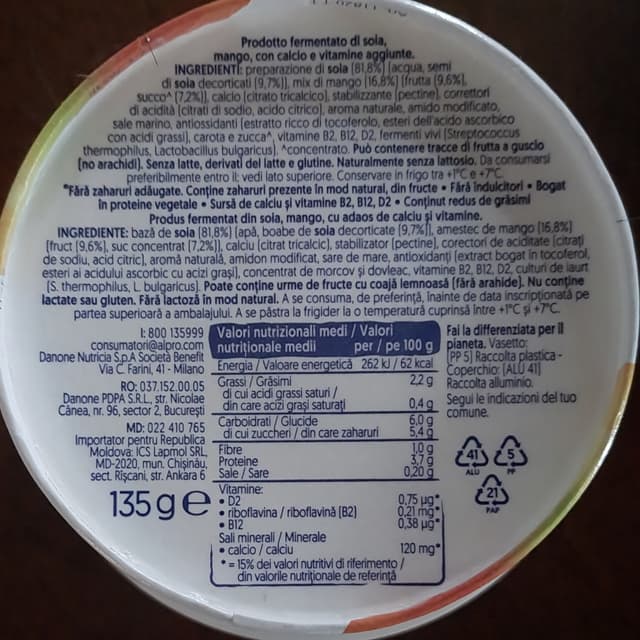 Prodotto fermentato di soia,
mango, con calcio e vitamine aggiunte.
INGREDIENTI: preparazione di soia (81,8%) (acqua, semi
di soia decorticati (9,7%)), mix di mango (16,8%) (frutta (9,6%),
succo^ (7,2%)), calcio (citrato tricalcico), stabilizzante (pectine), correttori
di acidità (citrati di sodio, acido citrico), aroma naturale, amido modificato,
sale marino, antiossidanti (estratto ricco di tocoferolo, esteri dell'acido ascorbico
con acidi grassi), carota e zucca^, vitamine B2, B12, D2, fermenti vivi (Streptococcus
thermophilus, Lactobacillus bulgaricus). ^concentrato. Può contenere tracce di frutta a guscio
(no arachidi). Senza latte, derivati del latte e glutine. Naturalmente senza lattosio. Da consumarsi
preferibilmente entro il: vedi lato superiore. Conservare in frigo tra +1°C e +7°C.
*Fără zaharuri adăugate. Conține zaharuri prezente în mod natural, din fructe • Fără îndulcitori • Bogat
în proteine vegetale • Sursă de calciu și vitamine B2, B12, D2 • Conținut redus de grăsimi
Produs fermentat din soia, mango, cu adaos de calciu și vitamine.
INGREDIENTE: bază de soia (81,8%) (apă, boabe de soia decorticate (9,7%)), amestec de mango (16,8%)
(fruct (9,6%), suc concentrat (7,2%)), calciu (citrat tricalcic), stabilizator (pectine), corectori de aciditate (citrați
de sodiu, acid citric), aromă naturală, amidon modificat, sare de mare, antioxidanți (extract bogat în tocoferol,
esteri ai acidului ascorbic cu acizi grași), concentrat de morcov și dovleac, vitamine B2, B12, D2, culturi de iaurt
(S. thermophilus, L. bulgaricus). Poate conține urme de fructe cu coajă lemnoasă (fără arahide). Nu conține
lactate sau gluten. Fără lactoză în mod natural. A se consuma, de preferință, înainte de data inscripționată pe
partea superioară a ambalajului. A se păstra la frigider la o temperatură cuprinsă între +1°C și +7°C.
I: 800 135999
consumatori@alpro.com
Danone Nutricia S.p.A Società Benefit
Via C. Farini, 41 - Milano
RO: 037.152.00.05
Danone PDPA S.R.L., str. Nicolae
Cânea, nr. 96, sector 2, București
MD: 022 410 765
Importator pentru Republica
Moldova: ICS Lapmol SRL,
MD-2020, mun. Chișinău,
sect. Rîșcani, str. Ankara 6
135 g e
Valori nutrizionali medi / Valori
nutriționale medii per / pe 100 g
Energia / Valoare energetică 262 kJ / 62 kcal
Grassi / Grăsimi 2,2 g
di cui acidi grassi saturi /
din care acizi grași saturați 0,4 g
Carboidrati / Glucide 6,0 g
di cui zuccheri / din care zaharuri 5,4 g
Fibre 1,0 g
Proteine 3,7 g
Sale / Sare 0,20 g
Vitamine:
• D2 0,75 µg*
• riboflavina / riboflavină (B2) 0,21 mg*
• B12 0,38 µg*
Sali minerali / Minerale
• calcio / calciu 120 mg*
* = 15% dei valori nutritivi di riferimento /
din valorile nutriționale de referință
Fai la differenziata per il
pianeta. Vasetto:
(PP 5) Raccolta plastica -
Coperchio: (ALU 41)
Raccolta alluminio.
Segui le indicazioni del tuo
comune.
41 5
ALU PP
21
PAP